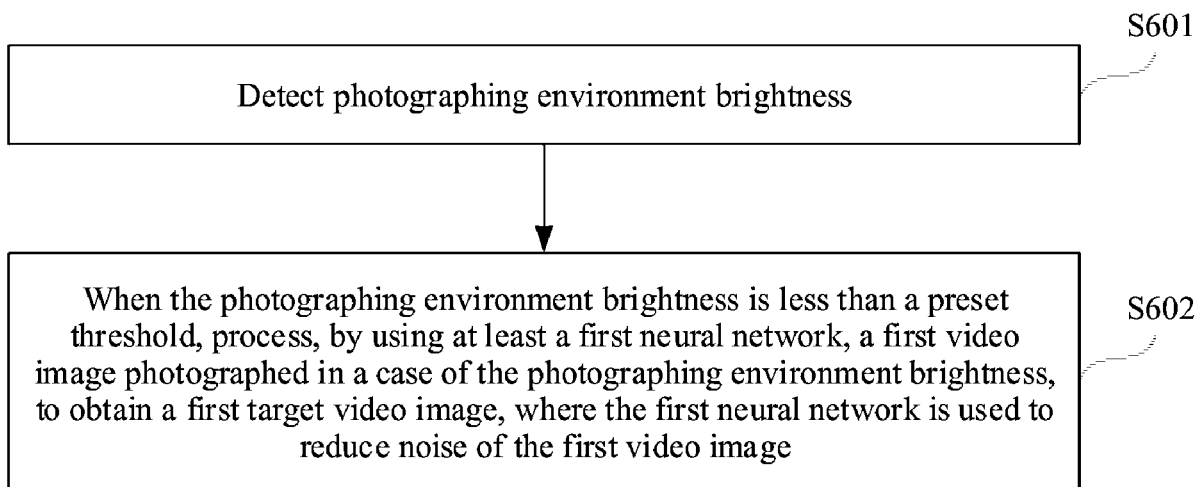 S601
Detect photographing environment brightness
When the photographing environment brightness is less than a preset
threshold, process, by using at least a first neural network, a first video
image photographed in a case of the photographing environment brightness,
to obtain a first target video image, where the first neural network is used to
reduce noise of the first video image
S602